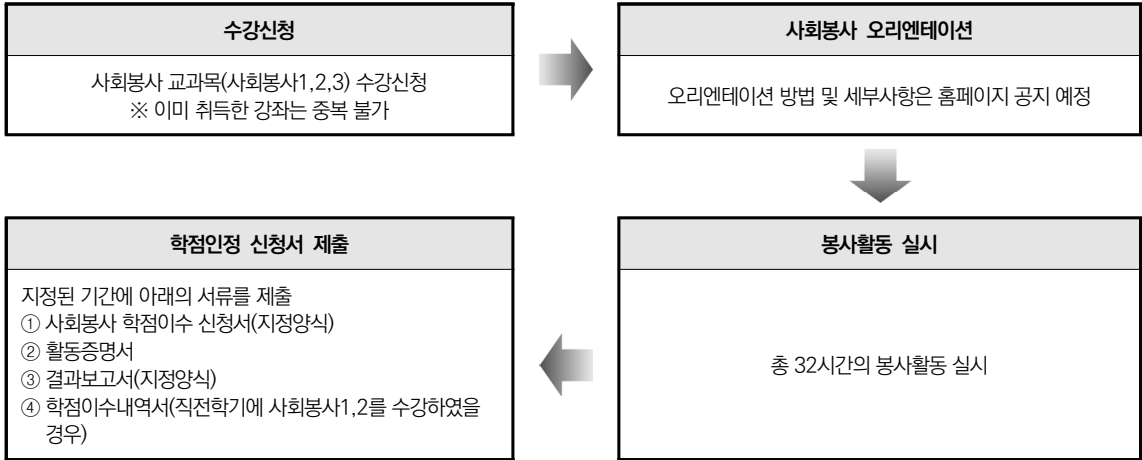 수강신청
사회봉사 교과목(사회봉사1,2,3) 수강신청
※ 이미 취득한 강좌는 중복 불가
사회봉사 오리엔테이션
오리엔테이션 방법 및 세부사항은 홈페이지 공지 예정
봉사활동 실시
총 32시간의 봉사활동 실시
학점인정 신청서 제출
지정된 기간에 아래의 서류를 제출
① 사회봉사 학점이수 신청서(지정양식)
② 활동증명서
③ 결과보고서(지정양식)
④ 학점이수내역서(직전학기에 사회봉사1,2를 수강하였을
경우)